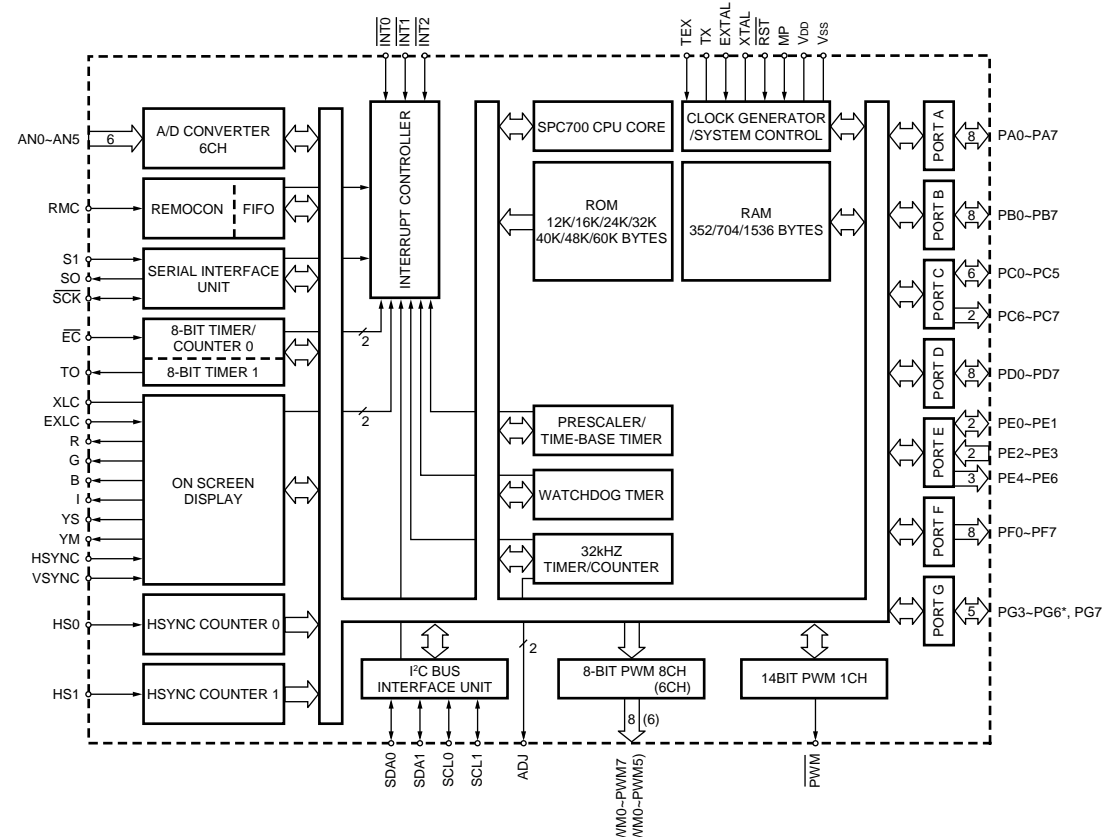 INT0
INT1
INT2
TEX
TX
EXTAL
XTAL
RST
MP
VDD
VSS
AN0~AN5
6
A/D CONVERTER
6CH
RMC
REMOCON
FIFO
S1
SO
SCK
SERIAL INTERFACE
UNIT
EC
8-BIT TIMER/
COUNTER 0
2
TO
8-BIT TIMER 1
XLC
EXLC
R
G
B
I
YS
YM
HSYNC
VSYNC
ON SCREEN
DISPLAY
2
HS0
HSYNC COUNTER 0
HS1
HSYNC COUNTER 1
INTERRUPT CONTROLLER
SPC700 CPU CORE
CLOCK GENERATOR
/SYSTEM CONTROL
ROM
12K/16K/24K/32K
40K/48K/60K BYTES
RAM
352/704/1536 BYTES
PRESCALER/
TIME-BASE TIMER
WATCHDOG TMER
32kHZ
TIMER/COUNTER
PORT A
8
PA0~PA7
PORT B
8
PB0~PB7
PORT C
6
PC0~PC5
2
PC6~PC7
PORT D
8
PD0~PD7
PORT E
2
PE0~PE1
2
PE2~PE3
3
PE4~PE6
PORT F
8
PF0~PF7
PORT G
5
PG3~PG6*, PG7
I²C BUS
INTERFACE UNIT
2
8-BIT PWM 8CH
(6CH)
14BIT PWM 1CH
8 (6)
SDA0
SDA1
SCL0
SCL1
ADJ
~PWM7
~PWM5)
PWM